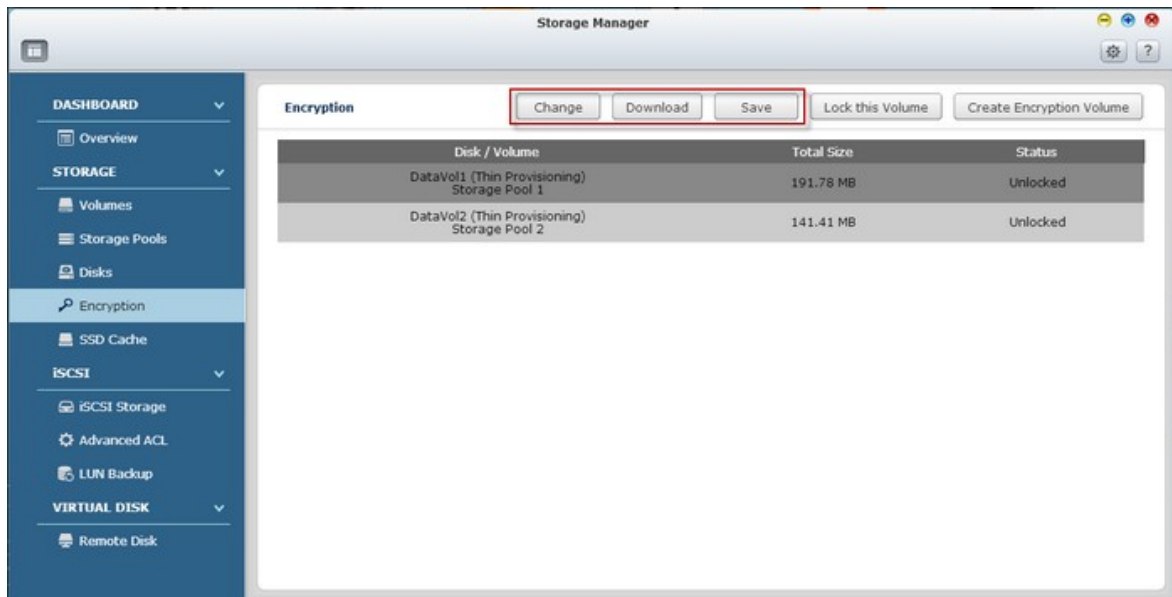 Storage Manager
?
DASHBOARD
Overview
STORAGE
Volumes
Storage Pools
Disks
Encryption
SSD Cache
iSCSI
iSCSI Storage
Advanced ACL
LUN Backup
VIRTUAL DISK
Remote Disk
Encryption Change Download Save Lock this Volume Create Encryption Volume
Disk / Volume Total Size Status
DataVol1 (Thin Provisioning)
Storage Pool 1 191.78 MB Unlocked
DataVol2 (Thin Provisioning)
Storage Pool 2 141.41 MB Unlocked